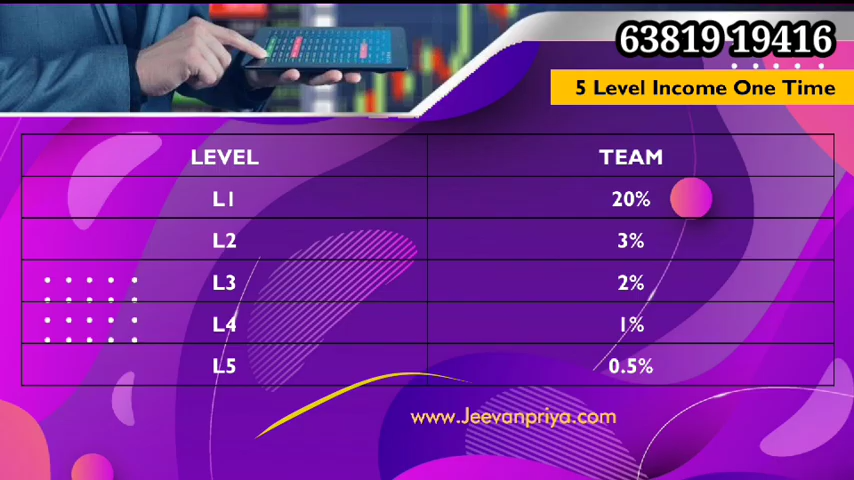 63819 19416
5 Level Income One Time
LEVEL TEAM
L1 20%
L2 3%
L3 2%
L4 1%
L5 0.5%
www.Jeevanpriya.com